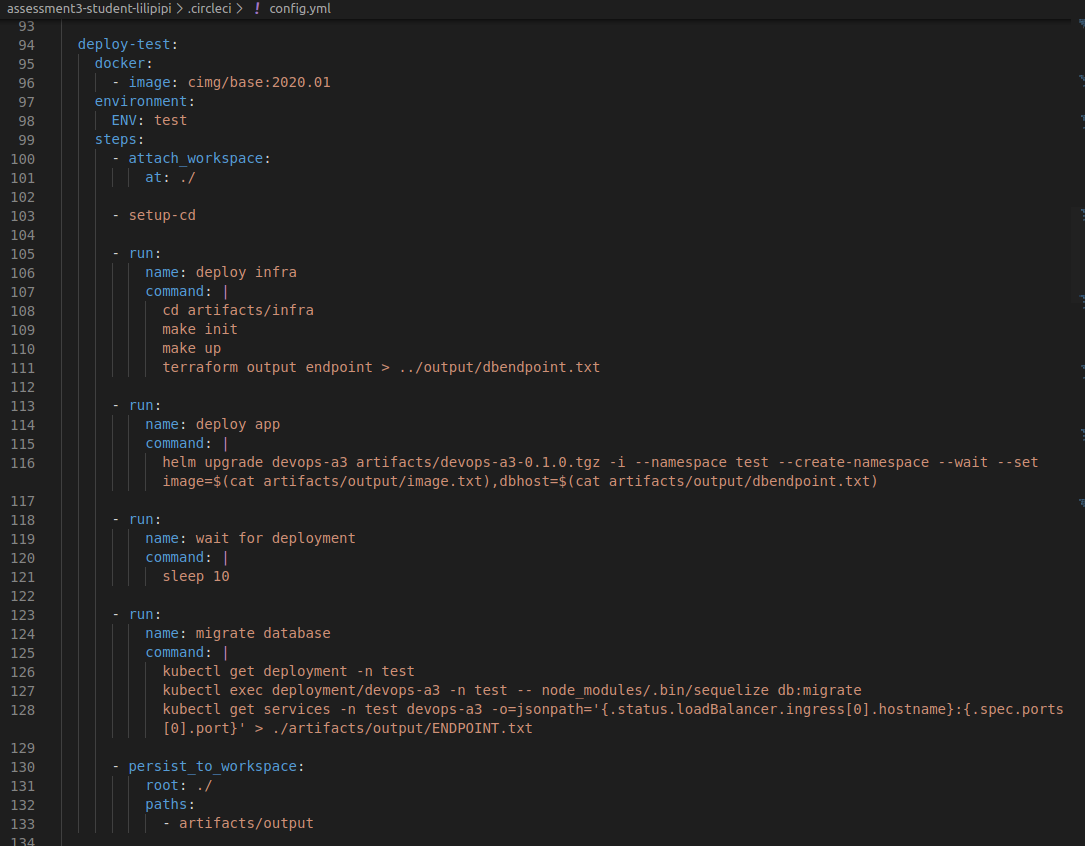 assessment3-student-lilipipi > .circleci > ! config.yml
93
94 deploy-test:
95 docker:
96 - image: cimg/base:2020.01
97 environment:
98 ENV: test
99 steps:
100 - attach_workspace:
101 at: ./
102
103 - setup-cd
104
105 - run:
106 name: deploy infra
107 command: |
108 cd artifacts/infra
109 make init
110 make up
111 terraform output endpoint > ../output/dbendpoint.txt
112
113 - run:
114 name: deploy app
115 command: |
116 helm upgrade devops-a3 artifacts/devops-a3-0.1.0.tgz -i --namespace test --create-namespace --wait --set
image=$(cat artifacts/output/image.txt),dbhost=$(cat artifacts/output/dbendpoint.txt)
117
118 - run:
119 name: wait for deployment
120 command: |
121 sleep 10
122
123 - run:
124 name: migrate database
125 command: |
126 kubectl get deployment -n test
127 kubectl exec deployment/devops-a3 -n test -- node_modules/.bin/sequelize db:migrate
128 kubectl get services -n test devops-a3 -o=jsonpath='{.status.loadBalancer.ingress[0].hostname}:{.spec.ports
[0].port}' > ./artifacts/output/ENDPOINT.txt
129
130 - persist_to_workspace:
131 root: ./
132 paths:
133 - artifacts/output
134